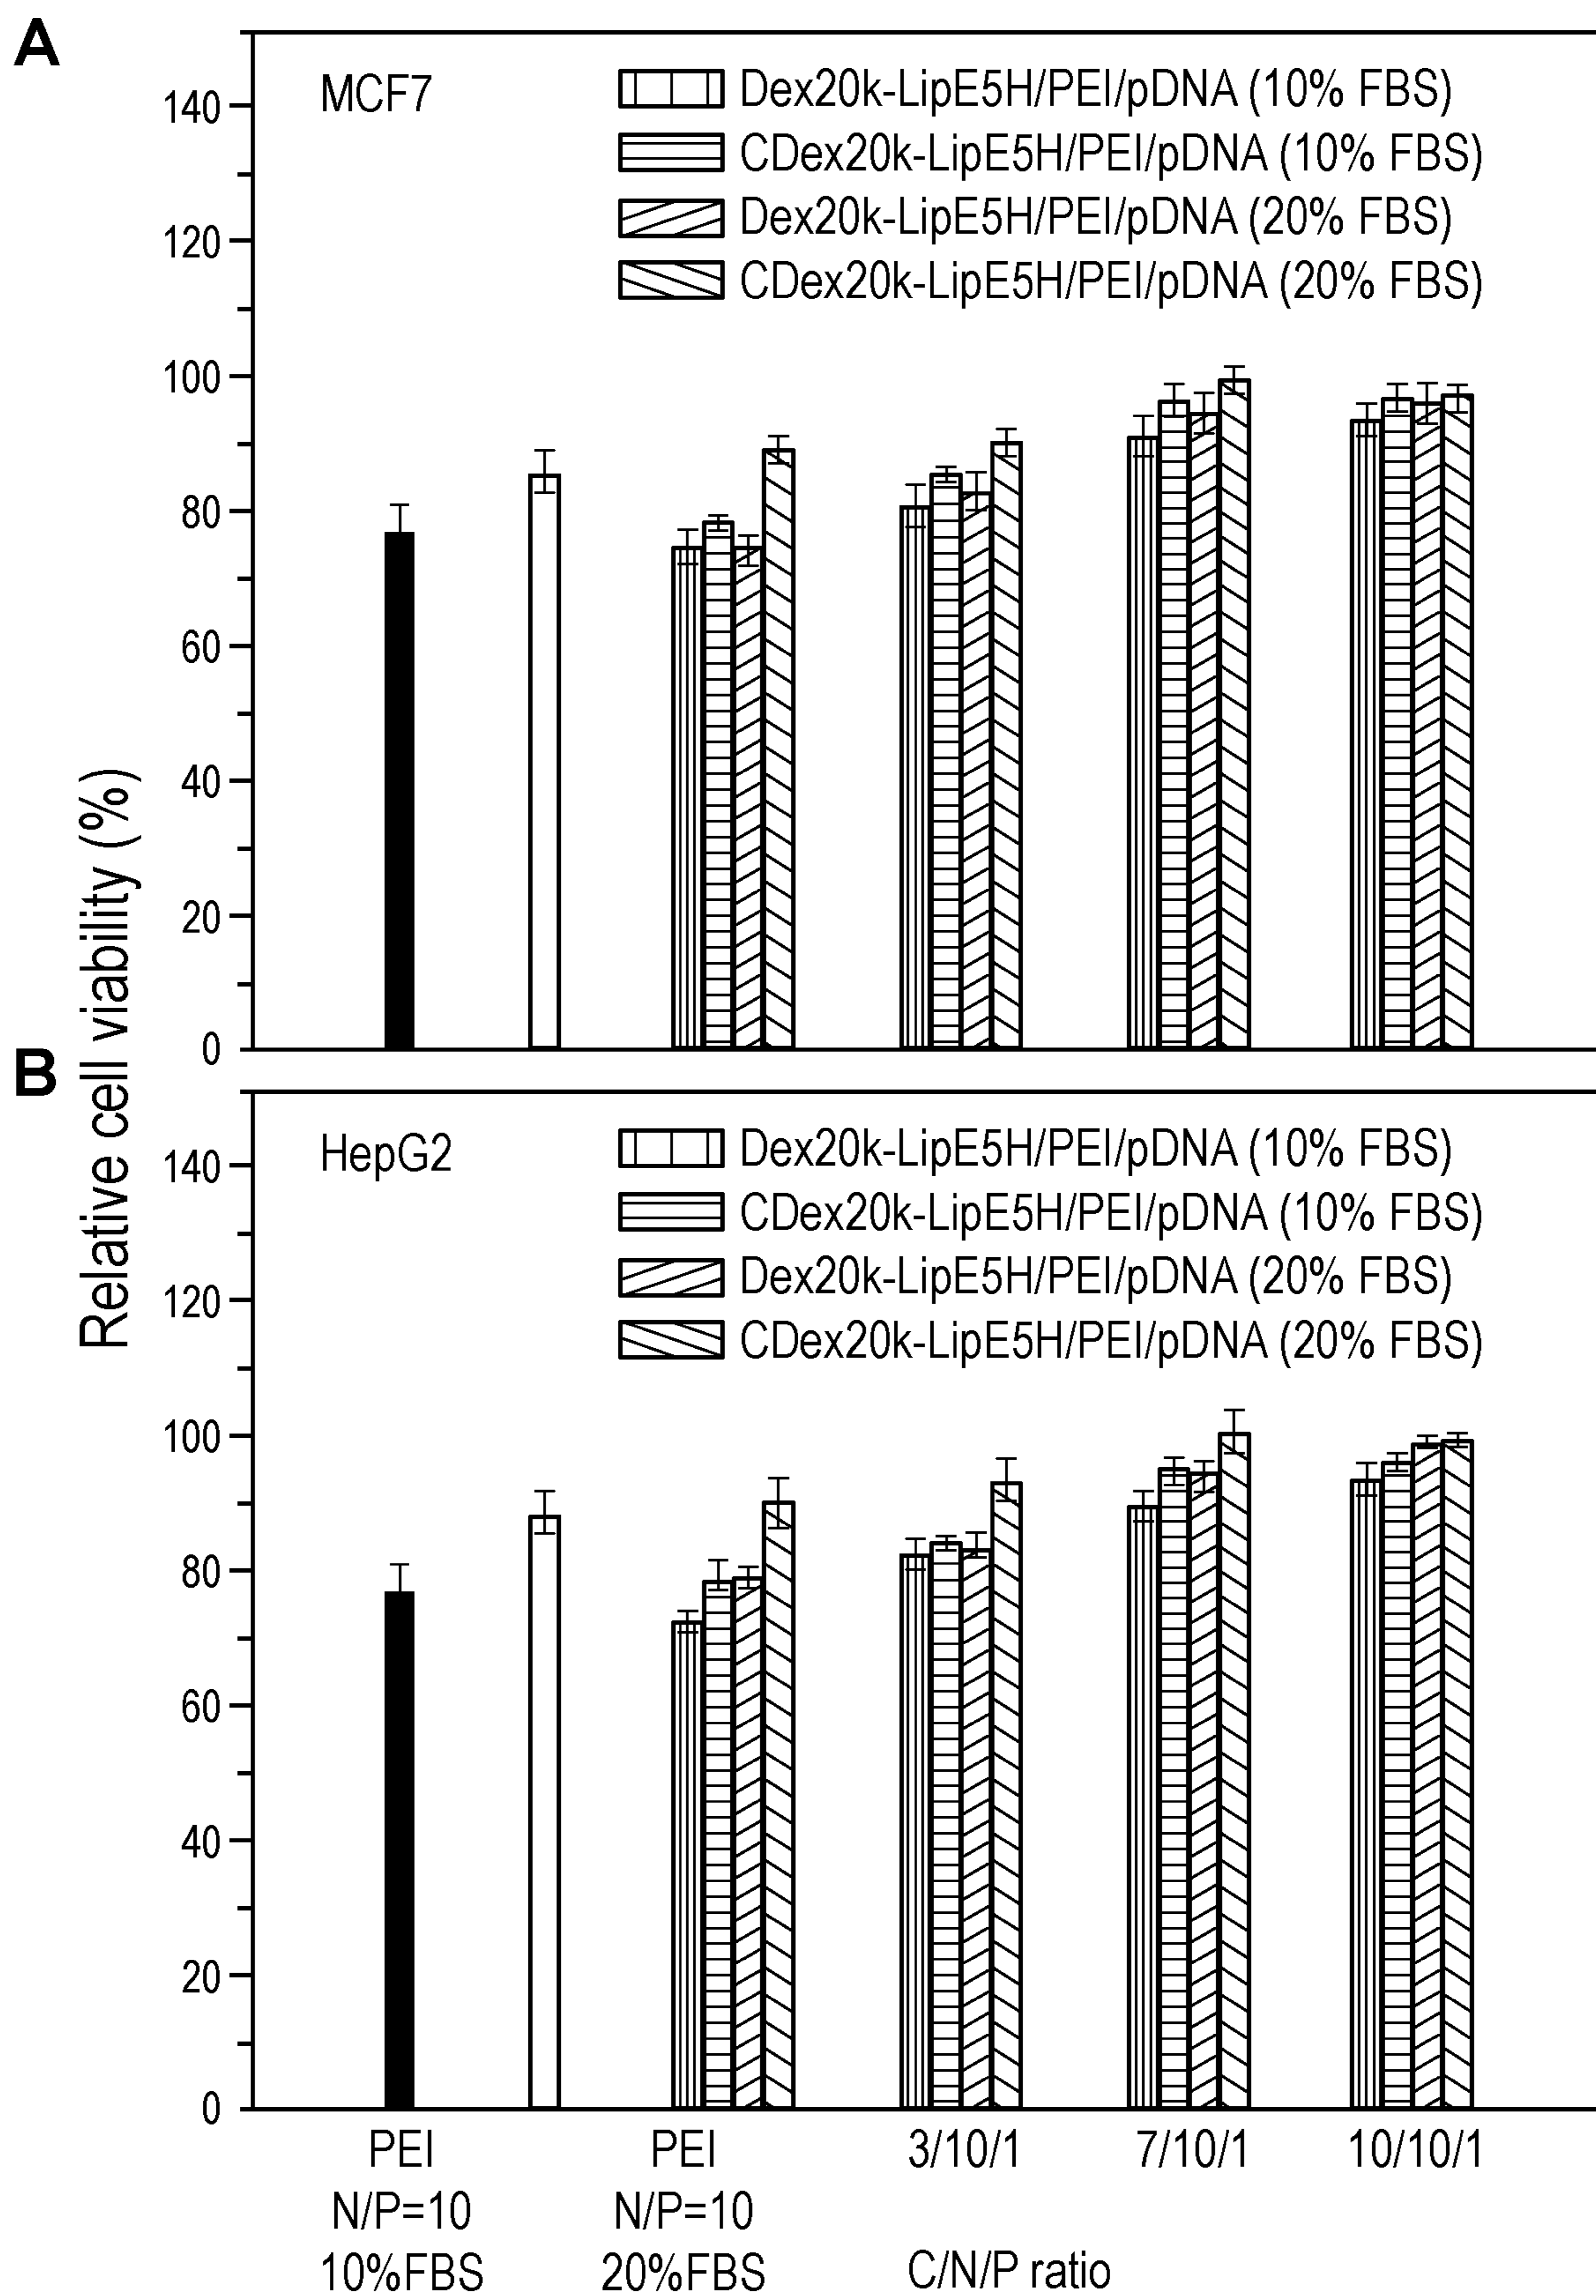 A
MCF7
Dex20k-LipE5H/PEI/pDNA (10% FBS)
CDex20k-LipE5H/PEI/pDNA (10% FBS)
Dex20k-LipE5H/PEI/pDNA (20% FBS)
CDex20k-LipE5H/PEI/pDNA (20% FBS)
140
120
100
80
60
40
20
0
Relative cell viability (%)
B
HepG2
Dex20k-LipE5H/PEI/pDNA (10% FBS)
CDex20k-LipE5H/PEI/pDNA (10% FBS)
Dex20k-LipE5H/PEI/pDNA (20% FBS)
CDex20k-LipE5H/PEI/pDNA (20% FBS)
140
120
100
80
60
40
20
0
PEI PEI 3/10/1 7/10/1 10/10/1
N/P=10 N/P=10
10%FBS 20%FBS C/N/P ratio